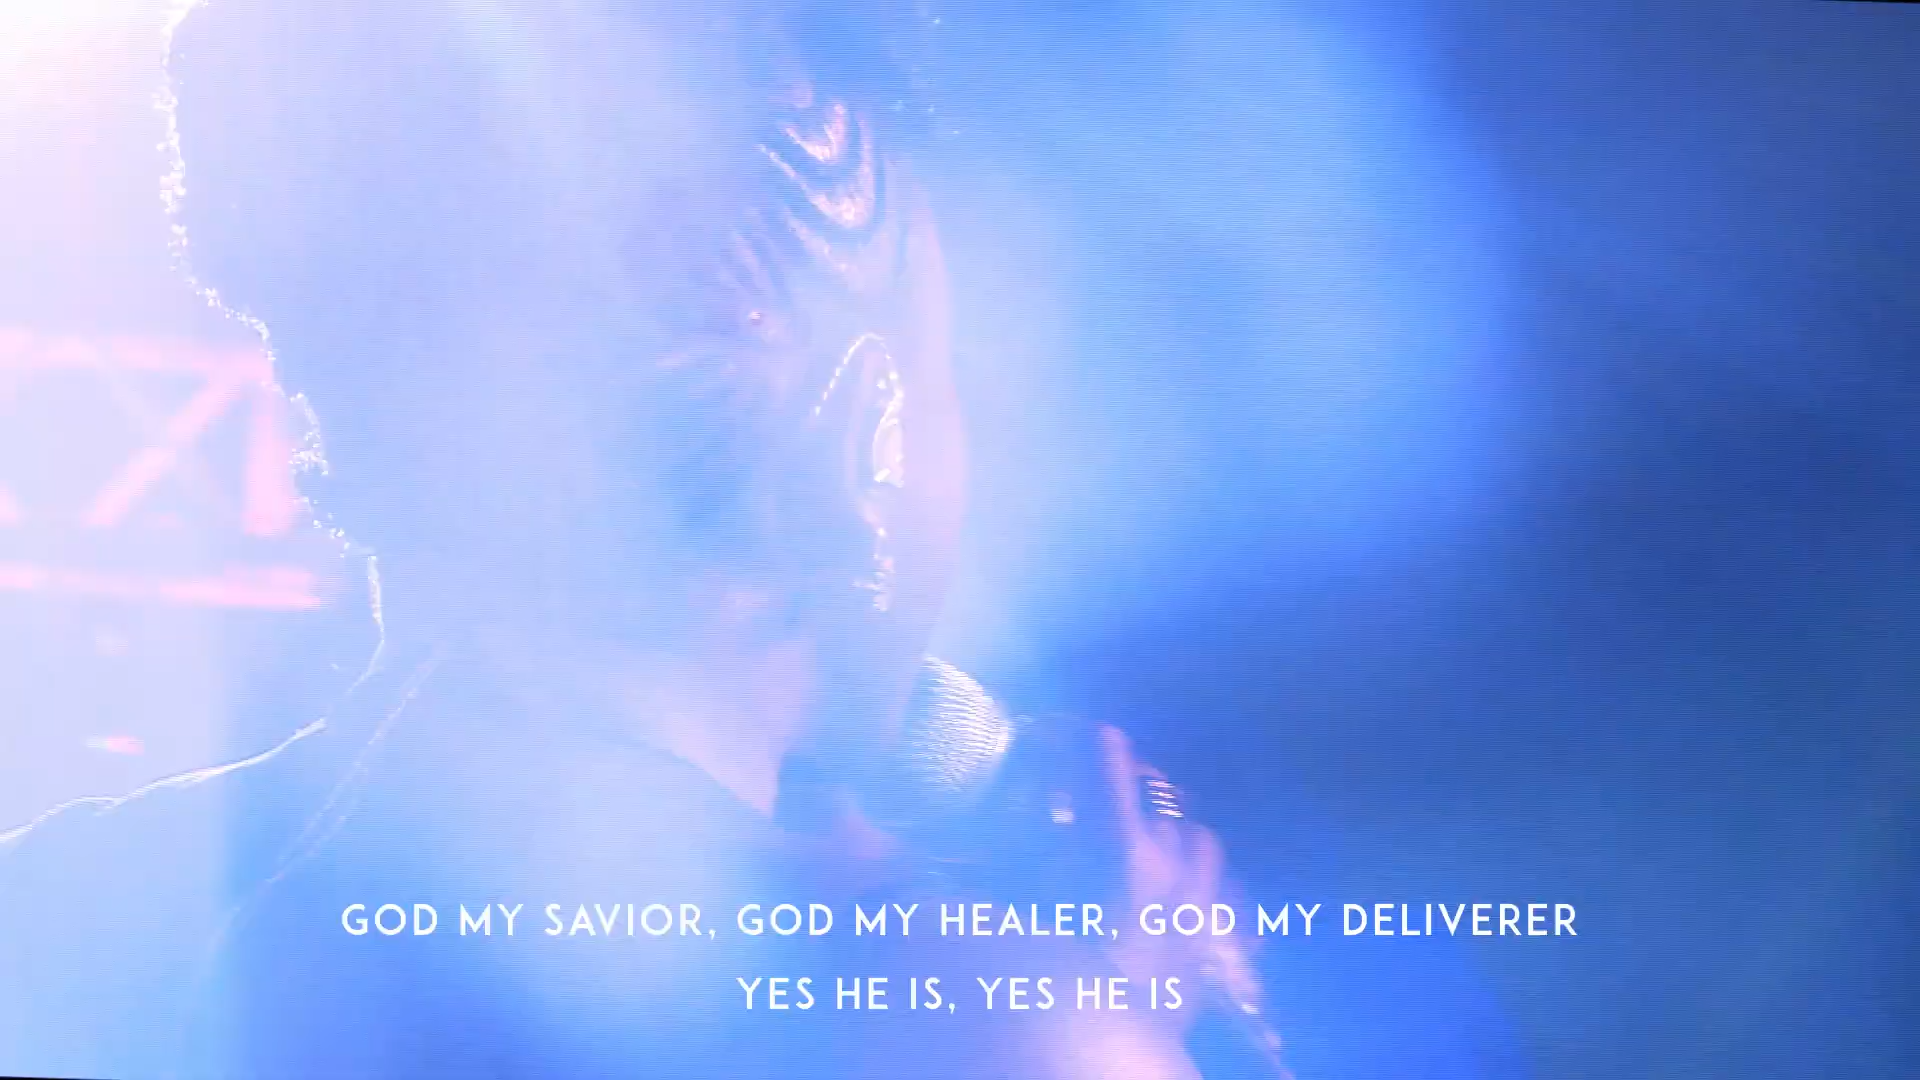 GOD MY SAVIOR, GOD MY HEALER, GOD MY DELIVERER
YES HE IS, YES HE IS